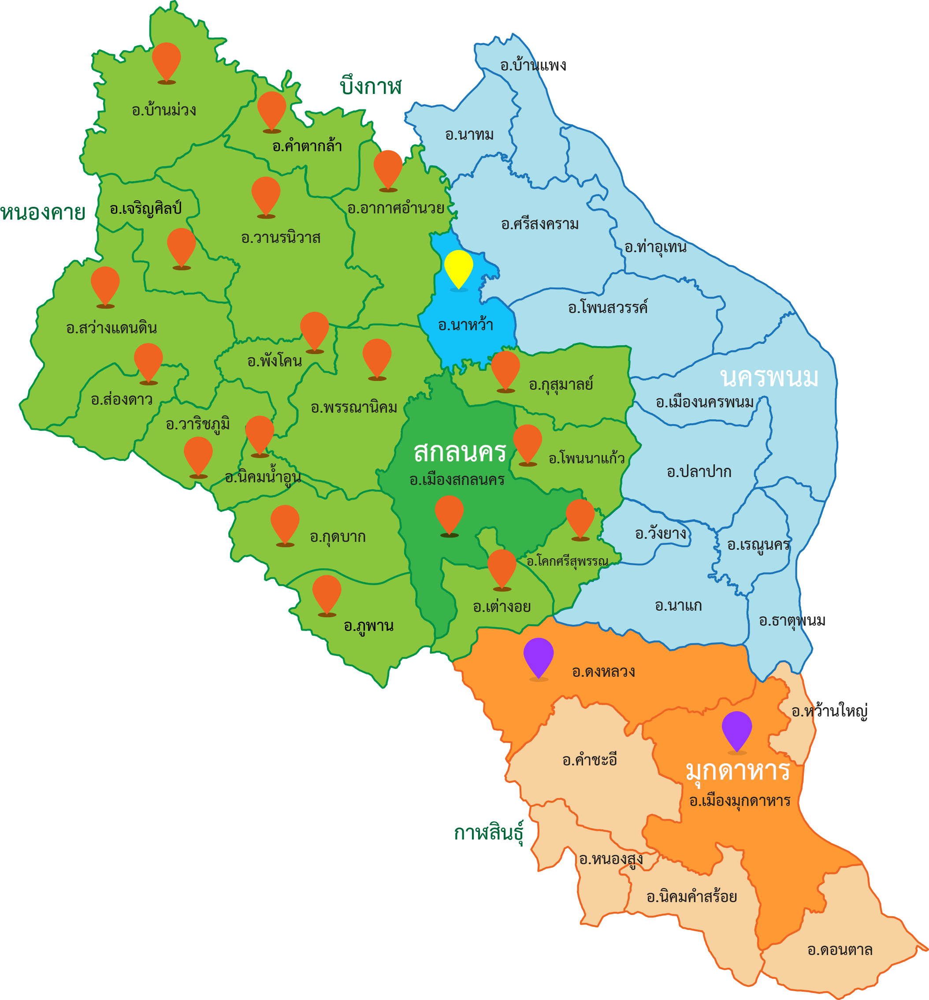 อ.บ้านแพง
บึงกาฬ
อ.บ้านม่วง
อ.นาทม
อ.คำตากล้า
หนองคาย
อ.เจริญศิลป์
อ.อากาศอำนวย
อ.ศรีสงคราม
อ.วานรนิวาส
อ.ท่าอุเทน
อ.โพนสวรรค์
อ.สว่างแดนดิน
อ.นาหว้า
อ.พังโคน
นครพนม
อ.กุสุมาลย์
อ.ส่องดาว
อ.เมืองนครพนม
อ.พรรณานิคม
อ.วาริชภูมิ
สกลนคร
อ.โพนนาแก้ว
อ.ปลาปาก
อ.นิคมน้ำอูน
อ.เมืองสกลนคร
อ.วังยาง
อ.กุดบาก
อ.เรณูนคร
อ.โคกศรีสุพรรณ
อ.เต่างอย
อ.นาแก
อ.ธาตุพนม
อ.ภูพาน
อ.ดงหลวง
อ.หว้านใหญ่
อ.คำชะอี
มุกดาหาร
อ.เมืองมุกดาหาร
กาฬสินธุ์
อ.หนองสูง
อ.นิคมคำสร้อย
อ.ดอนตาล